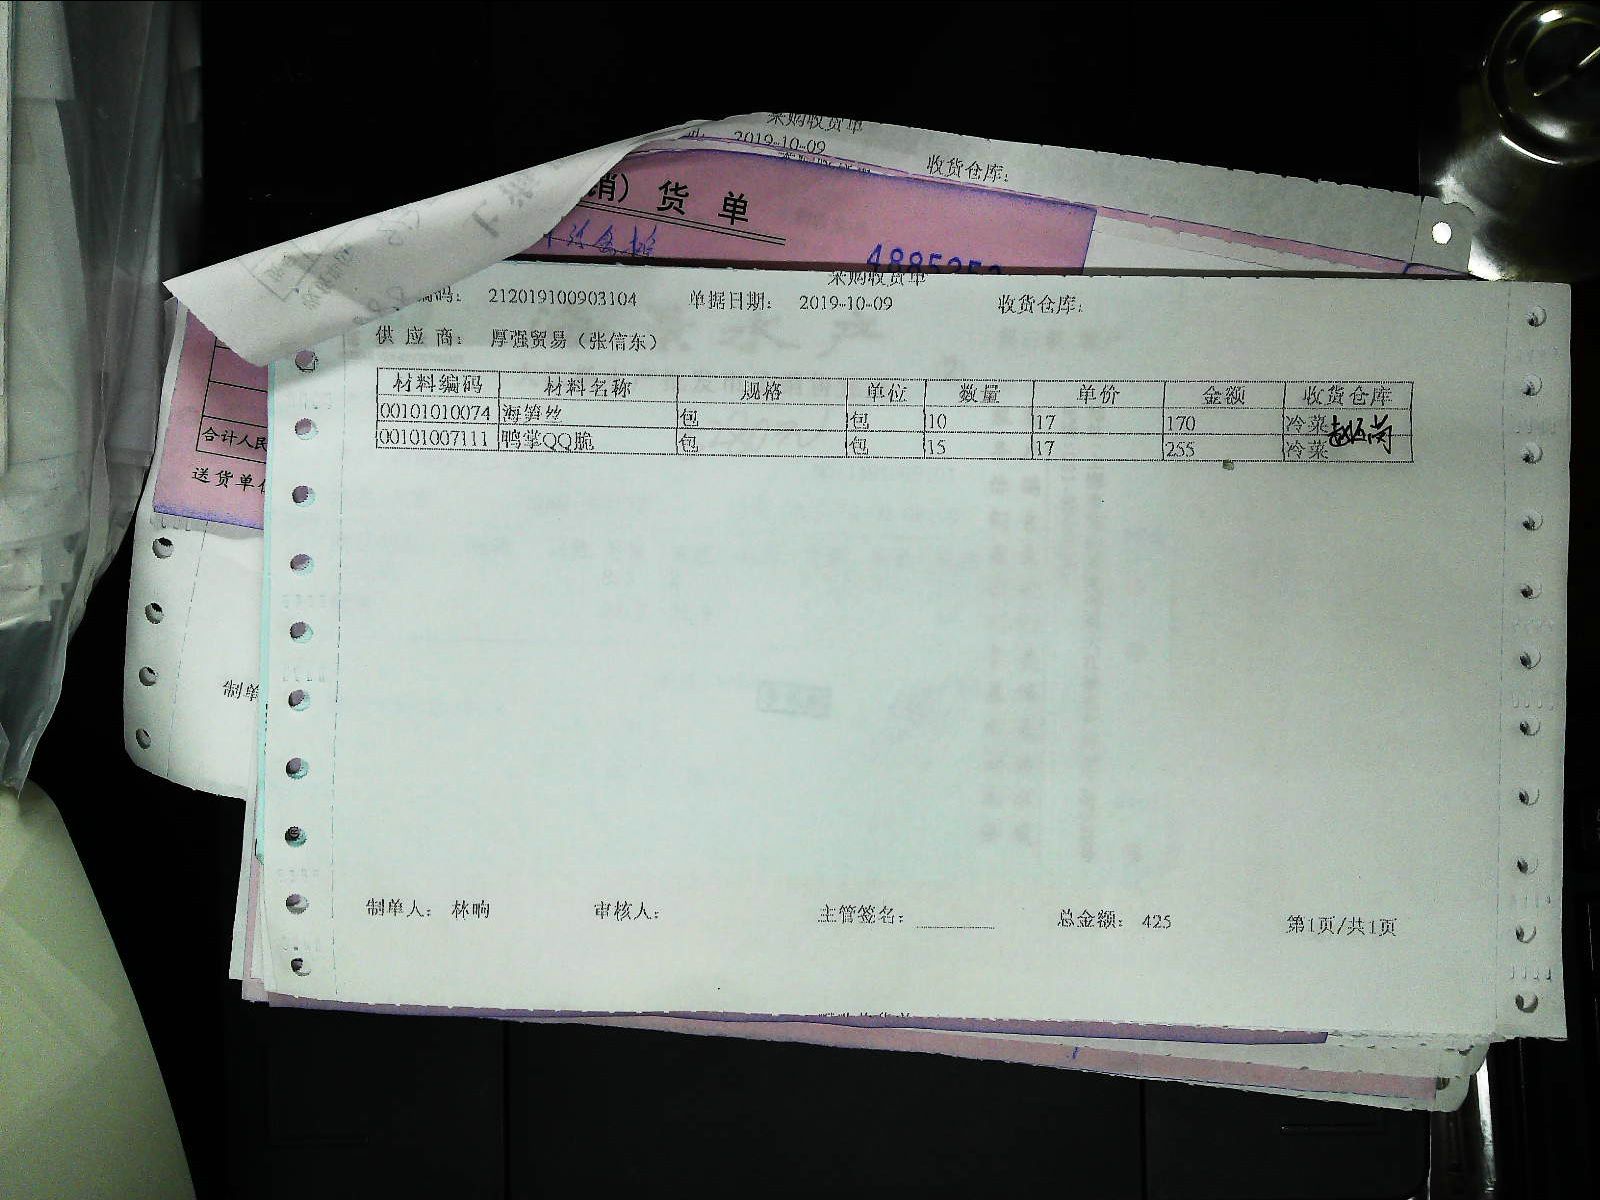 采购收货单
2019-10-09
收货仓库:
销) 货 单
4885252
采购收货单
编码: 212019100903104 单据日期: 2019-10-09 收货仓库:
供 应 商: 厚强贸易(张信东)
材料编码 材料名称 规格 单位 数量 单价 金额 收货仓库
00101010074 海笋丝 包 包 10 17 170 冷菜
00101007111 鸭掌QQ脆 包 包 15 17 255 冷菜
合计人民
送货单位
制单
制单人: 林响 审核人: 主管签名: 总金额: 425 第1页/共1页